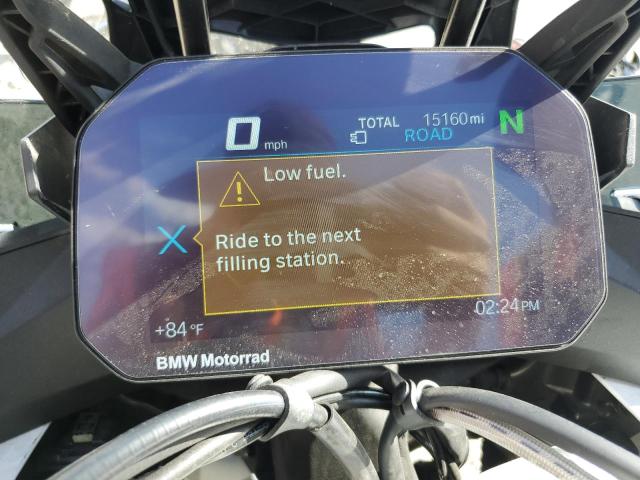 0 mph
TOTAL 15160 mi
ROAD
N
Low fuel.
Ride to the next
filling station.
+84 °F
02:24 PM
BMW Motorrad